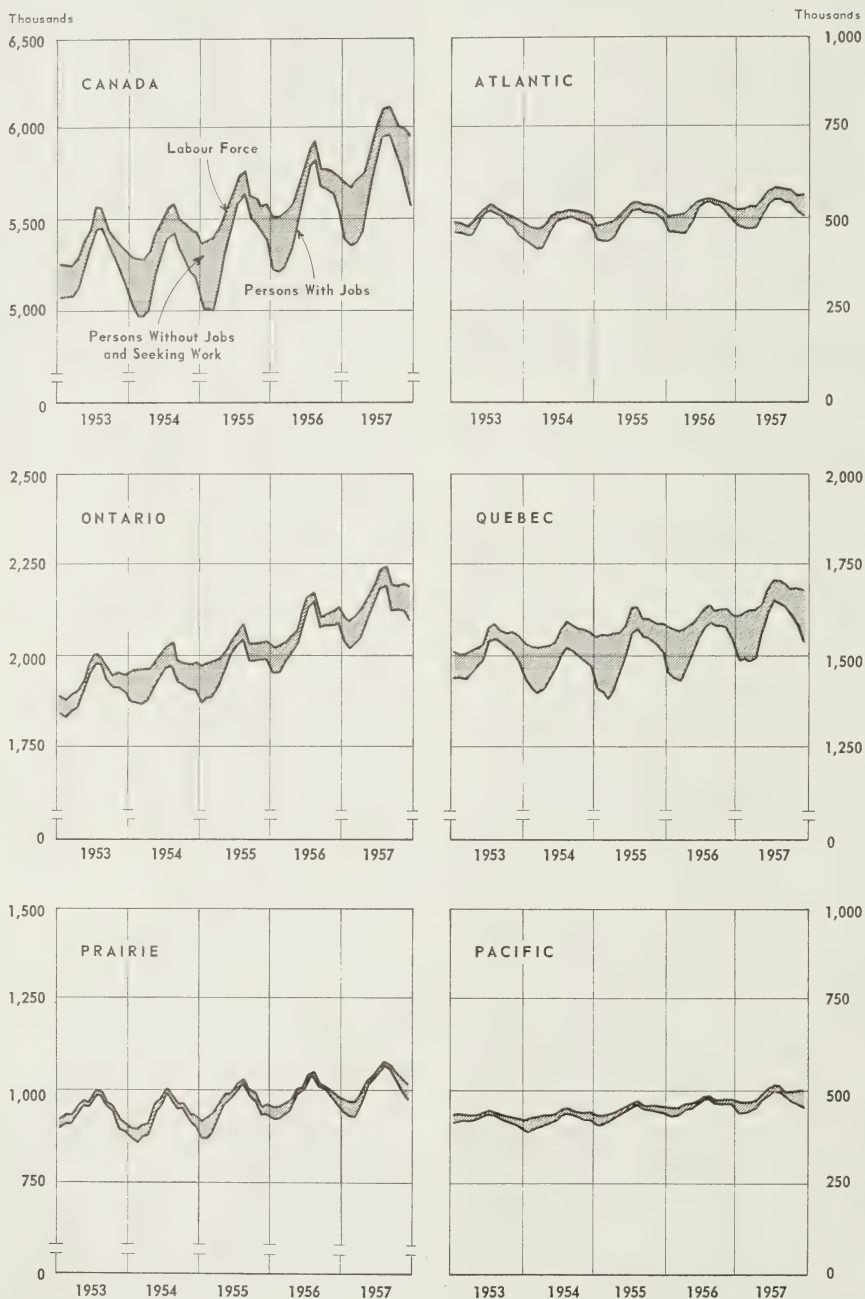 Thousands
Thousands
CANADA
6,500
6,000
5,500
5,000
0
Labour Force
Persons With Jobs
Persons Without Jobs
and Seeking Work
1953 1954 1955 1956 1957
ATLANTIC
1,000
750
500
250
0
1953 1954 1955 1956 1957
ONTARIO
2,500
2,250
2,000
1,750
0
1953 1954 1955 1956 1957
QUEBEC
2,000
1,750
1,500
1,250
0
1953 1954 1955 1956 1957
PRAIRIE
1,500
1,250
1,000
750
0
1953 1954 1955 1956 1957
PACIFIC
1,000
750
500
250
0
1953 1954 1955 1956 1957